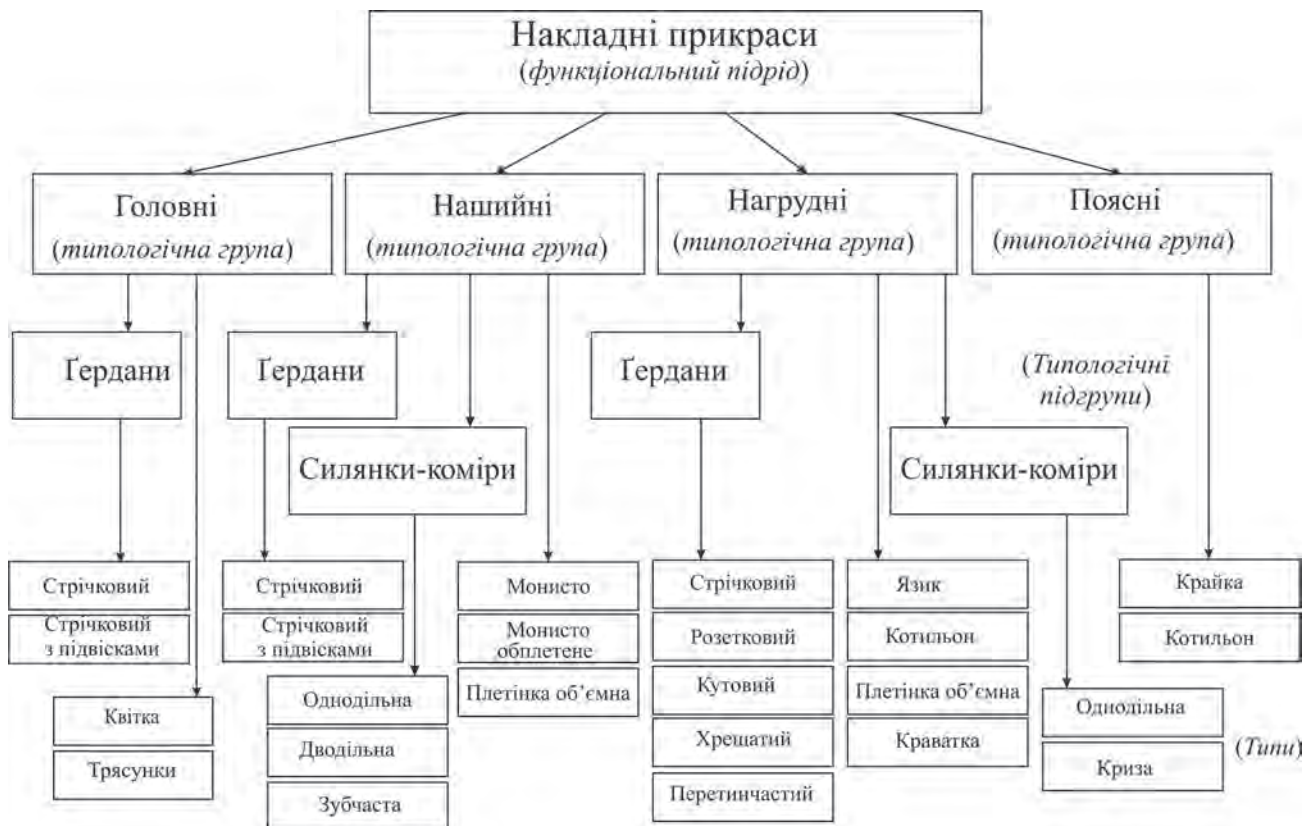 Накладні прикраси
(функціональний підрід)
Головні
(типологічна група)
Нашийні
(типологічна група)
Нагрудні
(типологічна група)
Поясні
(типологічна група)
Ґердани
Ґердани
Ґердани
(Типологічні
підгрупи)
Силянки-коміри
Силянки-коміри
Стрічковий
Стрічковий
з підвісками
Квітка
Трясунки
Стрічковий
Стрічковий
з підвісками
Однодільна
Дводільна
Зубчаста
Монисто
Монисто
обплетене
Плетінка об’ємна
Стрічковий
Розетковий
Кутовий
Хрещатий
Перетинчастий
Язик
Котильон
Плетінка об’ємна
Краватка
Однодільна
Криза
Крайка
Котильон
(Типи)